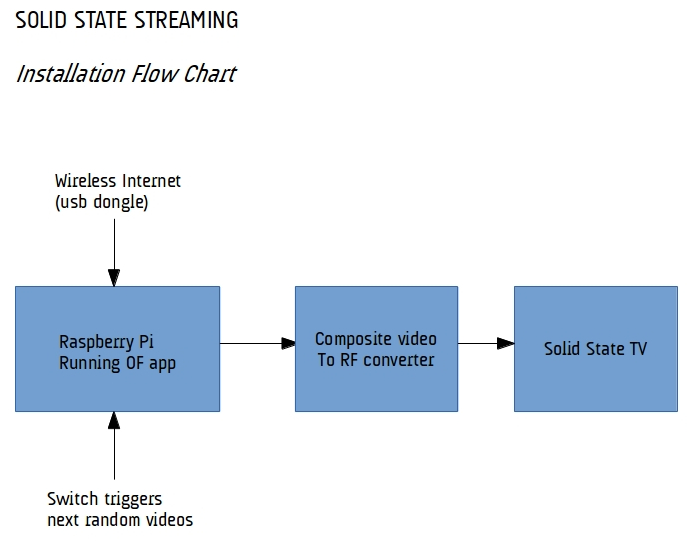 SOLID STATE STREAMING
Installation Flow Chart
Wireless Internet
(usb dongle)
Raspberry Pi
Running OF app
Composite video
To RF converter
Solid State TV
Switch triggers
next random videos